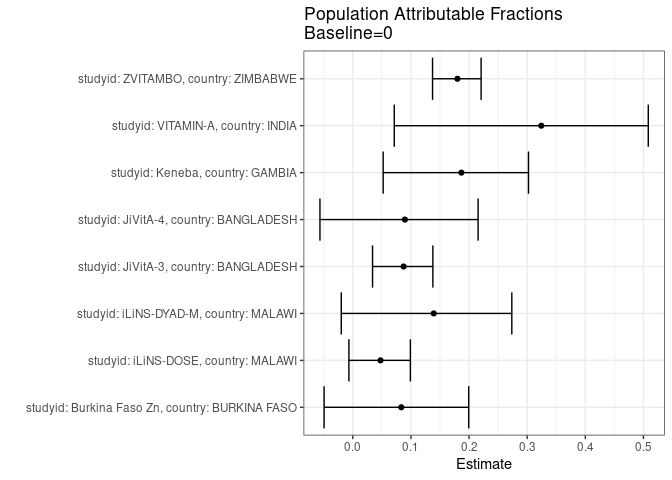 Population Attributable Fractions
Baseline=0
studyid: ZVITAMBO, country: ZIMBABWE
studyid: VITAMIN-A, country: INDIA
studyid: Keneba, country: GAMBIA
studyid: JiVitA-4, country: BANGLADESH
studyid: JiVitA-3, country: BANGLADESH
studyid: iLiNS-DYAD-M, country: MALAWI
studyid: iLiNS-DOSE, country: MALAWI
studyid: Burkina Faso Zn, country: BURKINA FASO
0.0 0.1 0.2 0.3 0.4 0.5
Estimate